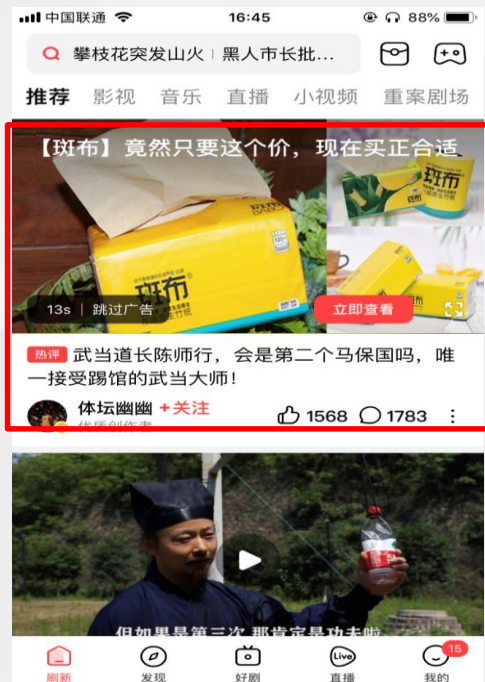 中国联通 16:45 88%
攀枝花突发山火 | 黑人市长批...
推荐 影视 音乐 直播 小视频 重案剧场
【斑布】竟然只要这个价，现在买正合适
斑布
斑布
斑布
13s | 跳过广告 立即查看
热评 武当道长陈师行，会是第二个马保国吗，唯
一接受踢馆的武当大师！
体坛幽幽 +关注 1568 1783
优质创作者
但如果是第三次 那肯定是功夫啦
Live 15
刷新 发现 好剧 直播 我的